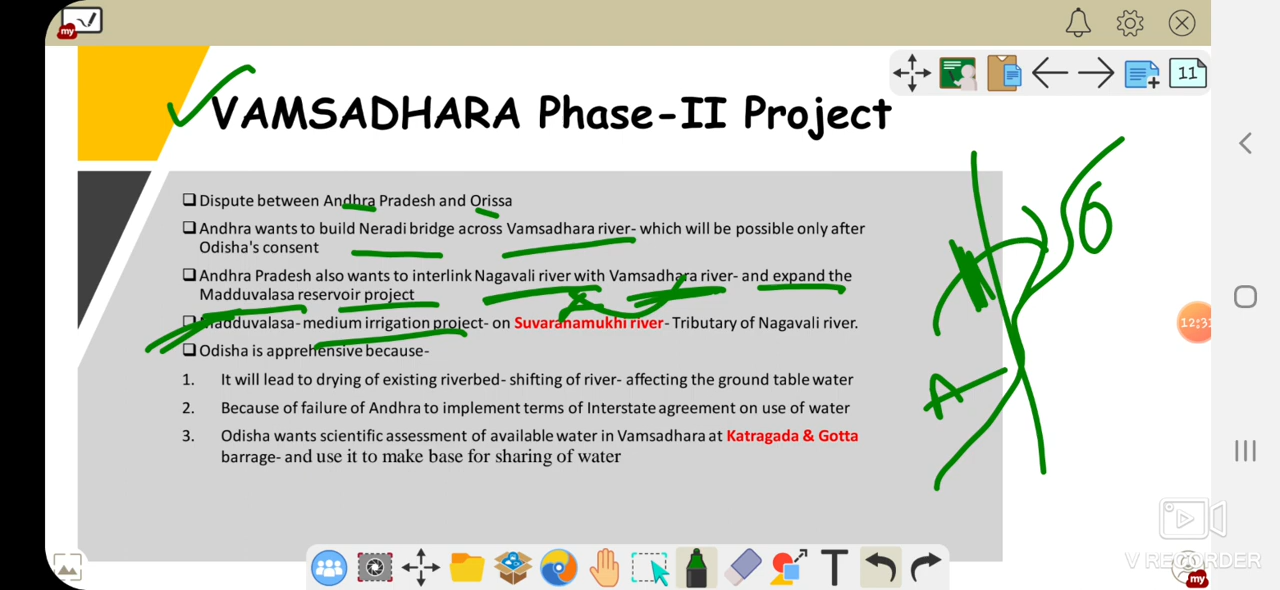 my
11
VAMSADHARA Phase-II Project
❑ Dispute between Andhra Pradesh and Orissa
❑ Andhra wants to build Neradi bridge across Vamsadhara river- which will be possible only after
Odisha's consent
❑ Andhra Pradesh also wants to interlink Nagavali river with Vamsadhara river- and expand the
Madduvalasa reservoir project
❑ Madduvalasa- medium irrigation project- on Suvaranamukhi river- Tributary of Nagavali river.
❑ Odisha is apprehensive because-
1. It will lead to drying of existing riverbed- shifting of river- affecting the ground table water
2. Because of failure of Andhra to implement terms of Interstate agreement on use of water
3. Odisha wants scientific assessment of available water in Vamsadhara at Katragada & Gotta
barrage- and use it to make base for sharing of water
A
T
V RECORDER
my